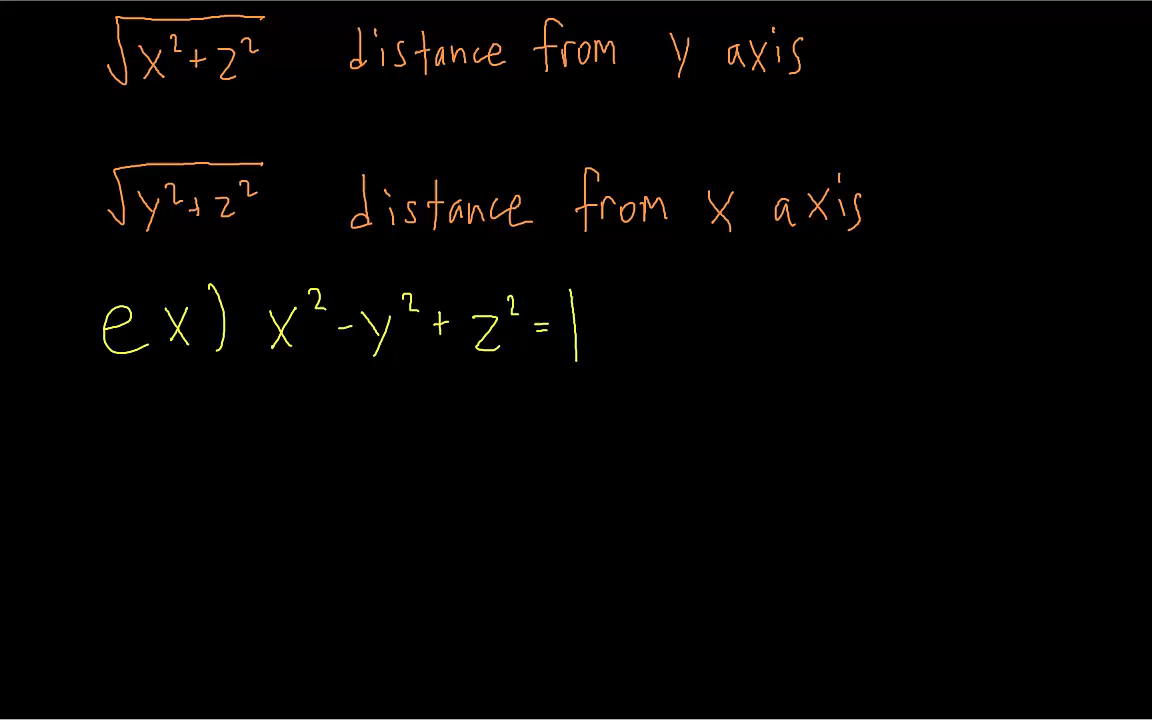 √(x²+z²) distance from y axis
√(y²+z²) distance from x axis
ex) x²-y²+z²=1